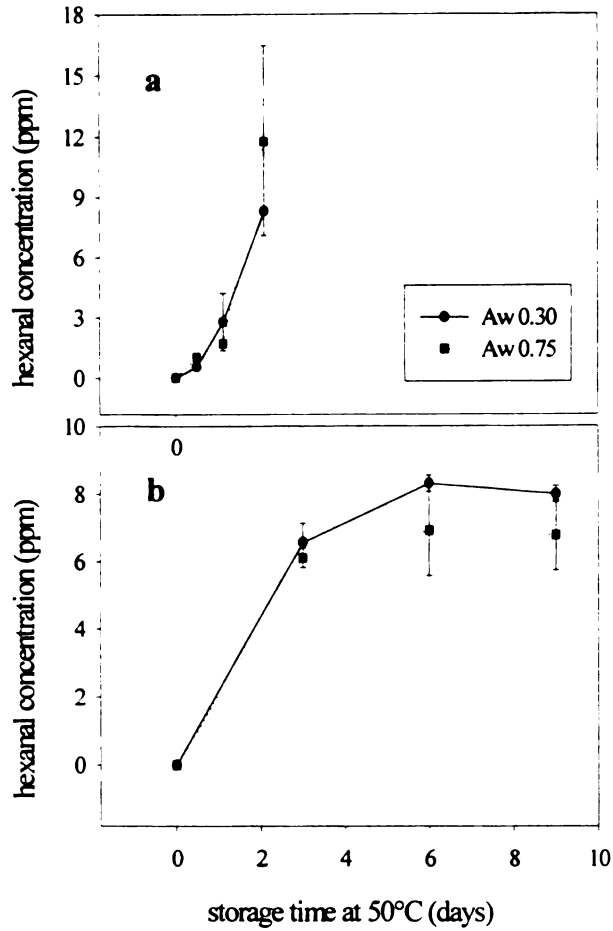 18
15
12
9
6
3
0
hexanal concentration (ppm)
a
Aw 0.30
Aw 0.75
0
10
8
6
4
2
0
hexanal concentration (ppm)
b
0 2 4 6 8 10
storage time at 50°C (days)